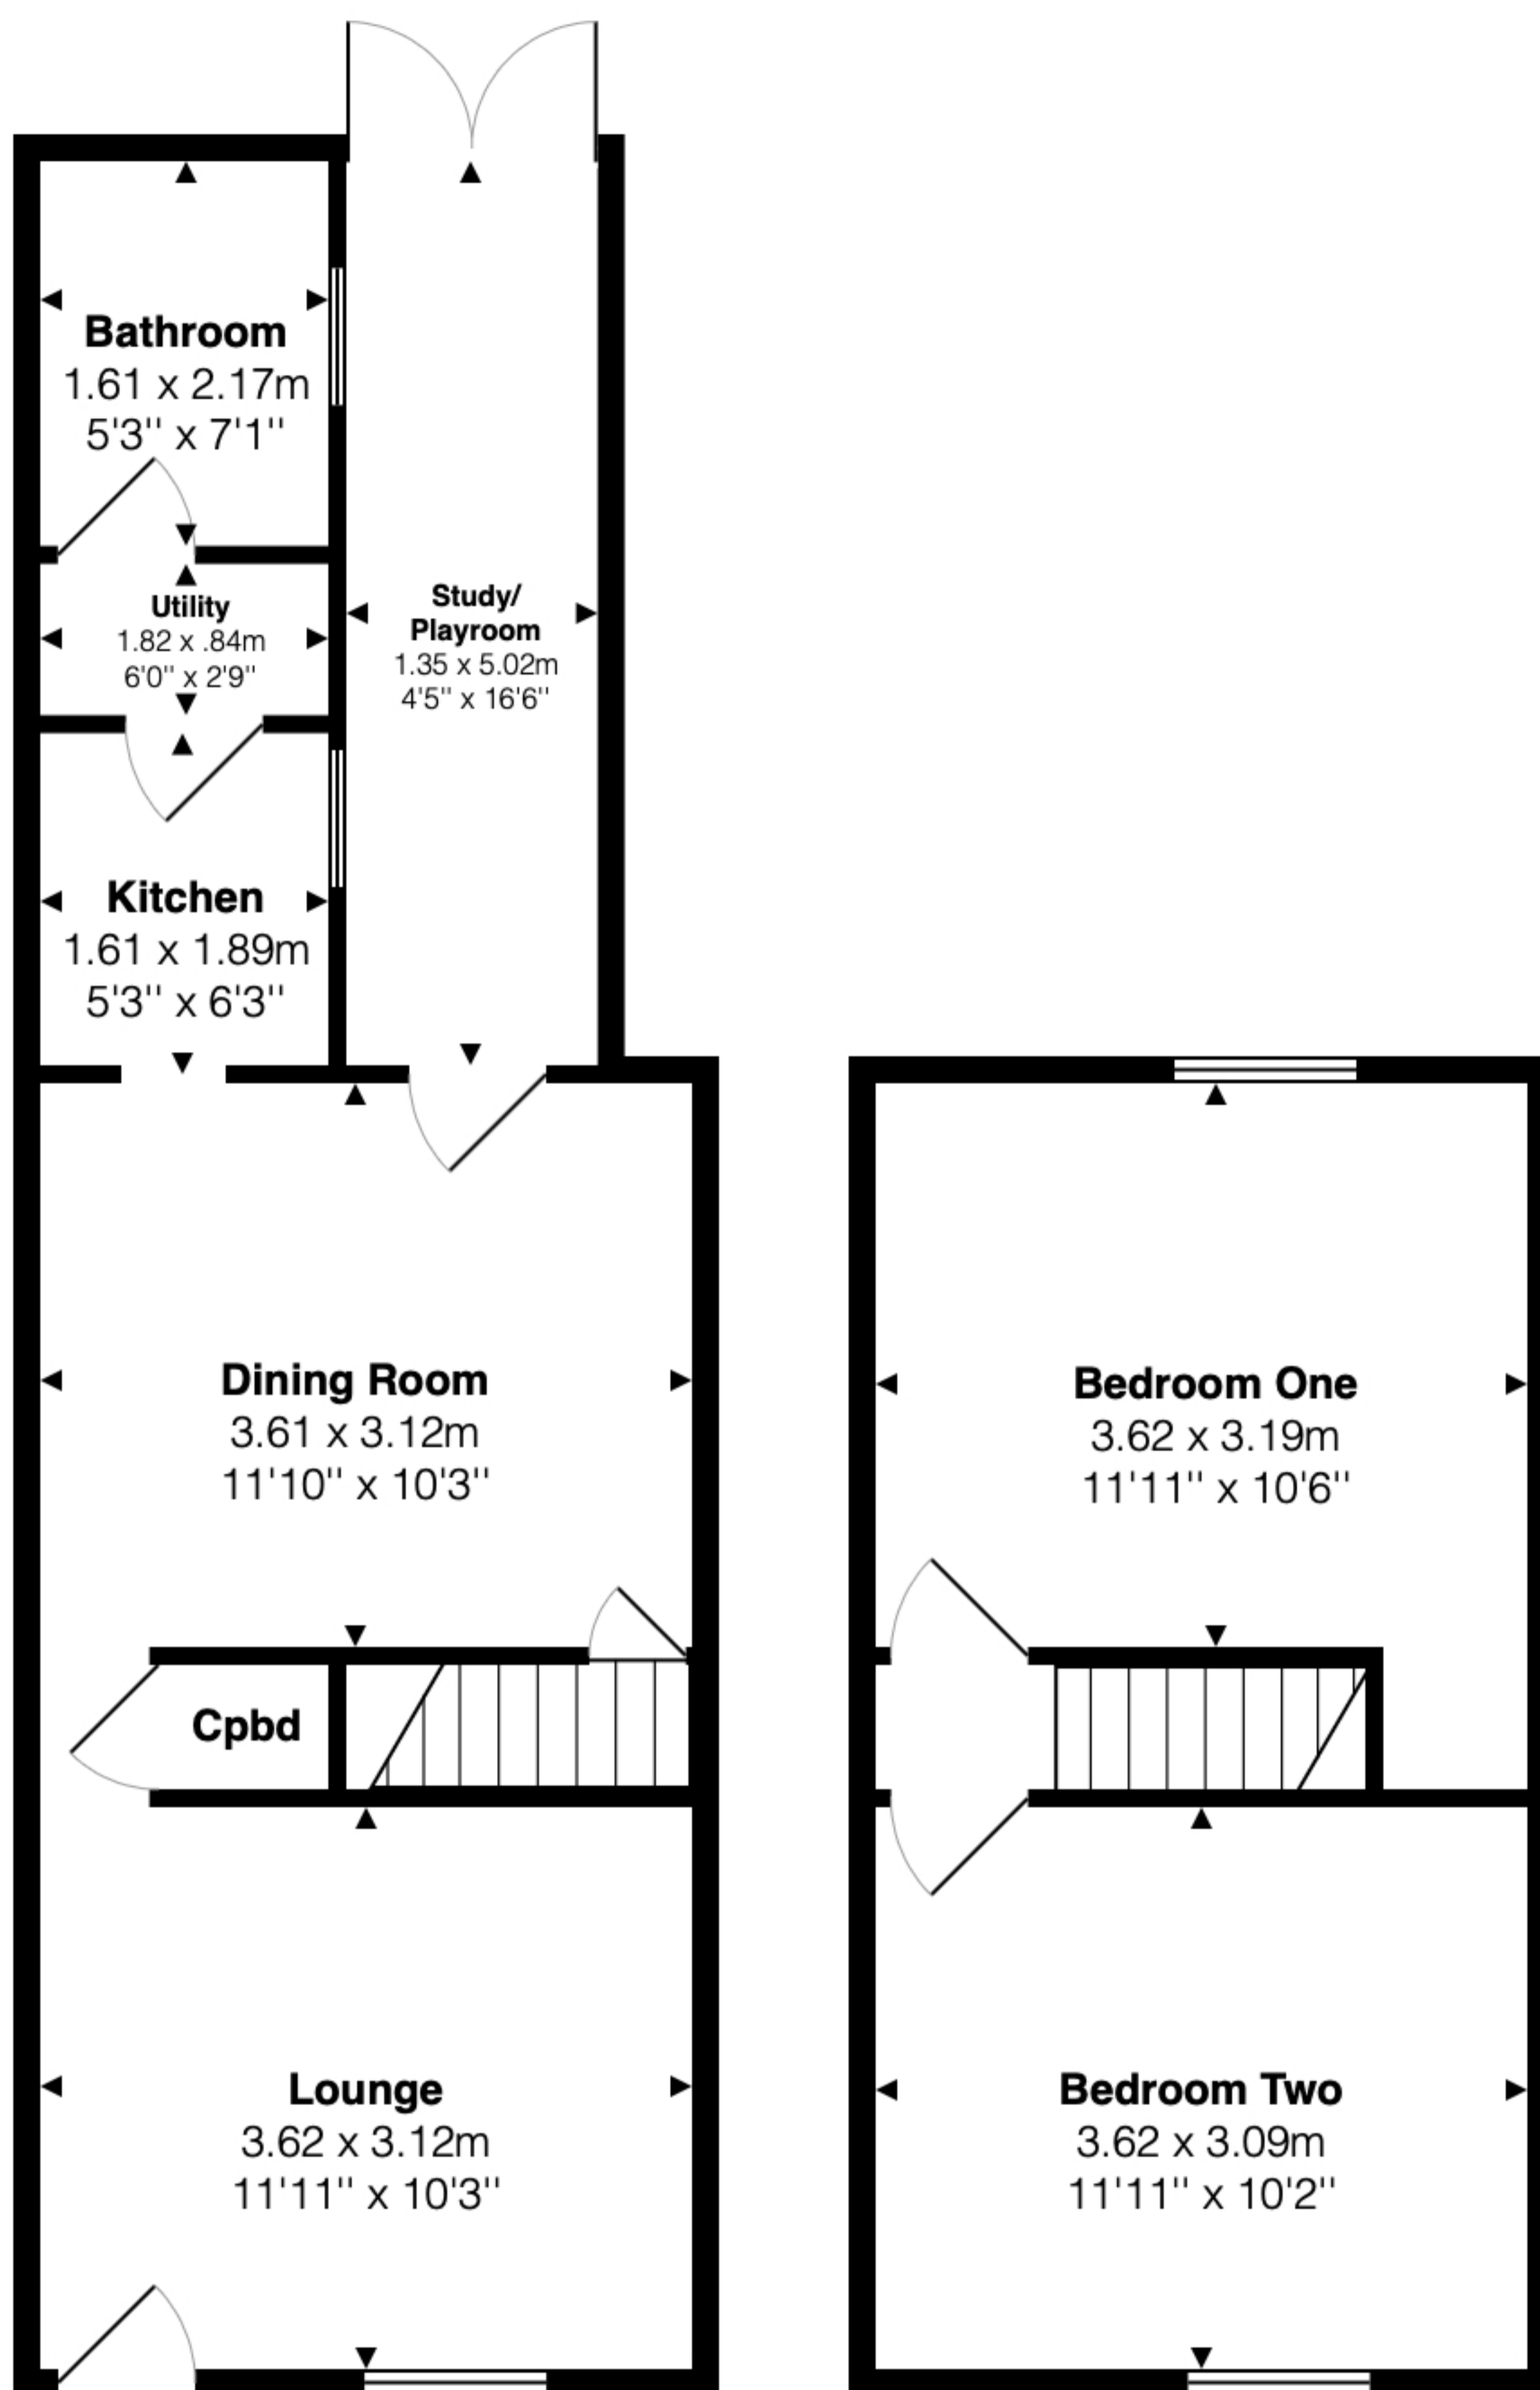 Bathroom
1.61 x 2.17m
5'3'' x 7'1''
Utility
1.82 x .84m
6'0'' x 2'9''
Study/
Playroom
1.35 x 5.02m
4'5'' x 16'6''
Kitchen
1.61 x 1.89m
5'3'' x 6'3''
Dining Room
3.61 x 3.12m
11'10'' x 10'3''
Bedroom One
3.62 x 3.19m
11'11'' x 10'6''
Cpbd
Lounge
3.62 x 3.12m
11'11'' x 10'3''
Bedroom Two
3.62 x 3.09m
11'11'' x 10'2''